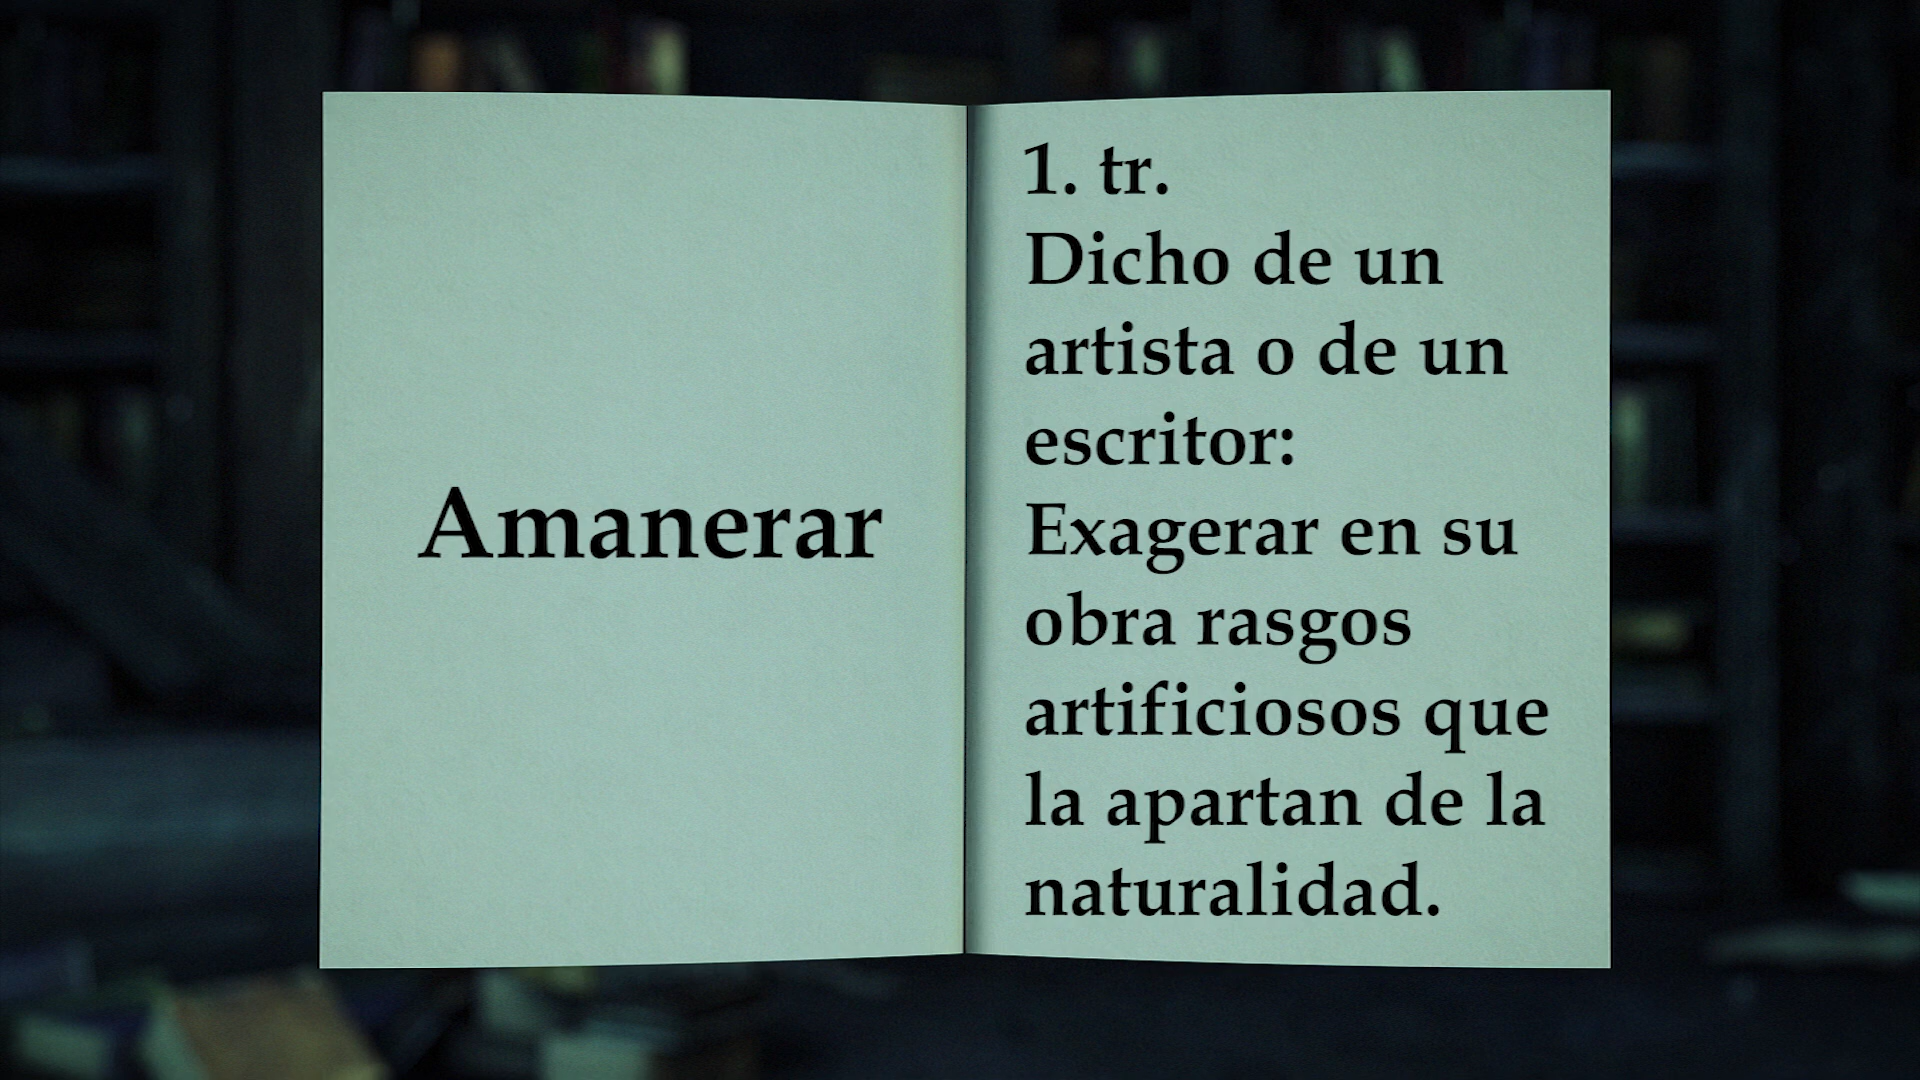 Amanerar
1. tr.
Dicho de un
artista o de un
escritor:
Exagerar en su
obra rasgos
artificiosos que
la apartan de la
naturalidad.